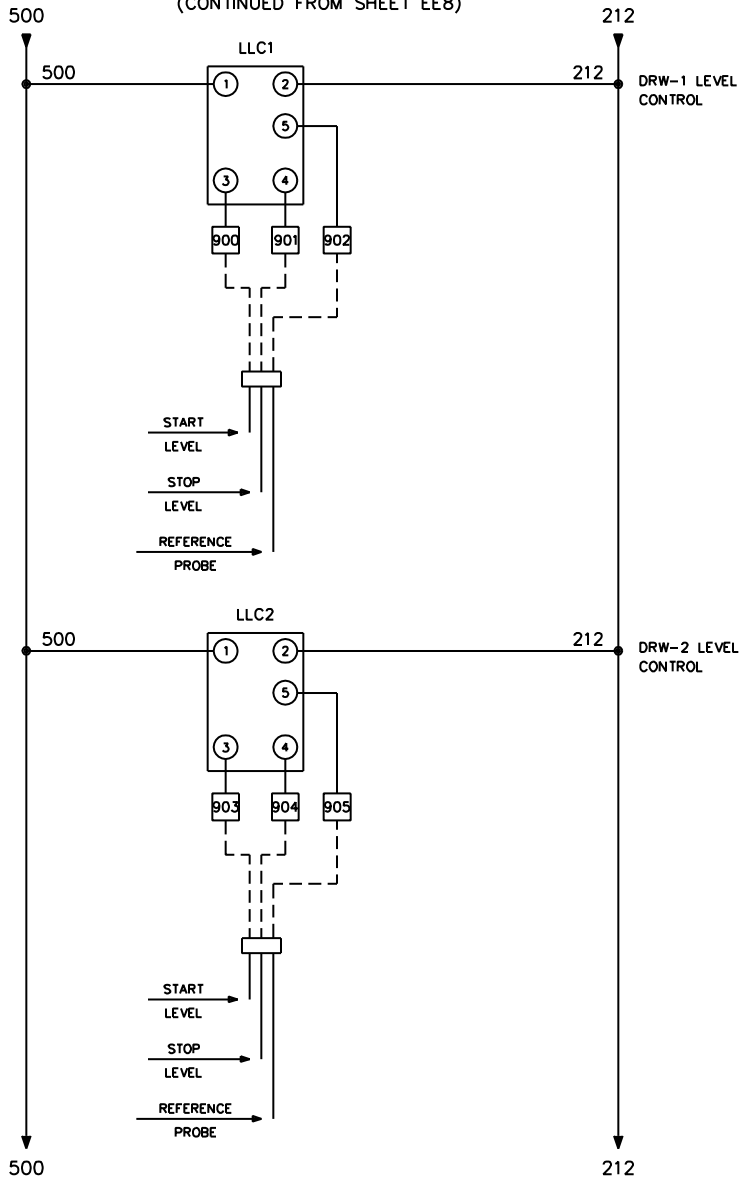 (CONTINUED FROM SHEET EE8)
500 212
LLC1
500 1 2 212 DRW-1 LEVEL
CONTROL
5
3 4
900 901 902
START
LEVEL
STOP
LEVEL
REFERENCE
PROBE
LLC2
500 1 2 212 DRW-2 LEVEL
CONTROL
5
3 4
903 904 905
START
LEVEL
STOP
LEVEL
REFERENCE
PROBE
500 212